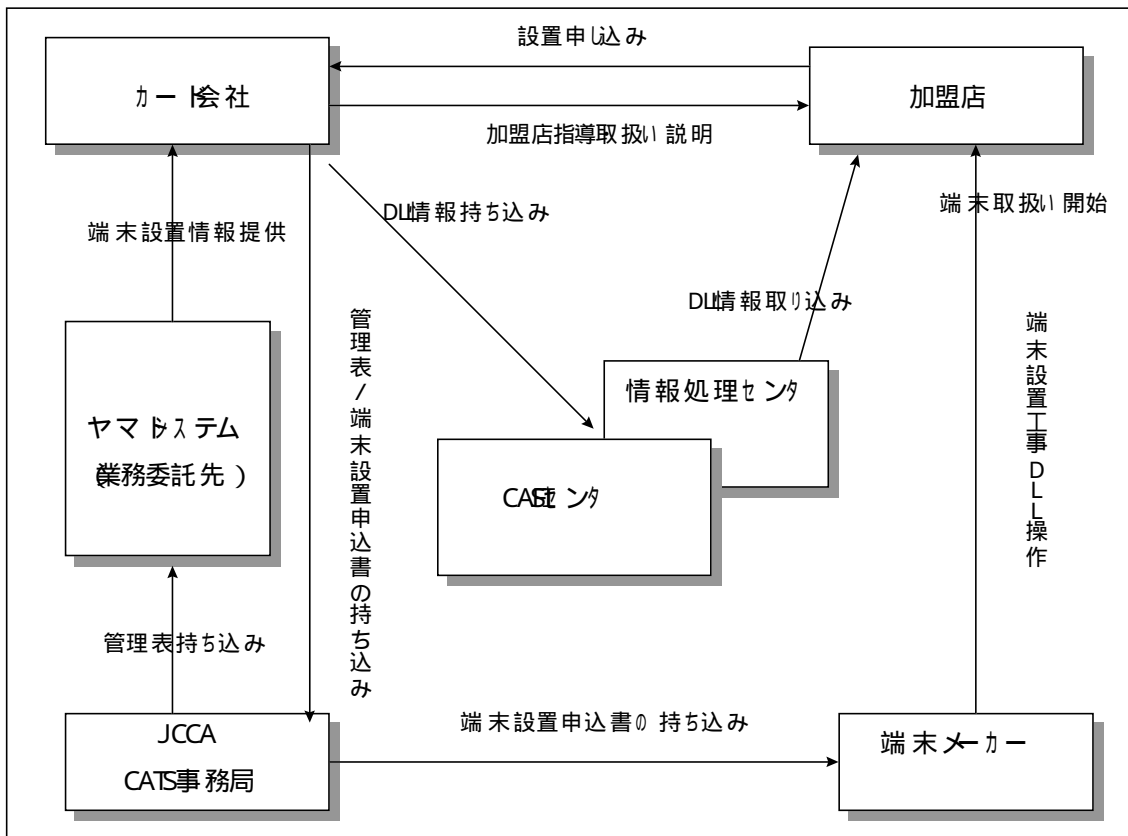 設置申し込み
カード会社
加盟店
加盟店指導取扱い説明
DLL情報持ち込み
端末取扱い開始
端末設置情報提供
DLL情報取り込み
管理表/端末設置申込書の持ち込み
端末設置工事DLL操作
情報処理センタ
ヤマトシステム
(業務委託先)
CASTセンタ
管理表持ち込み
端末設置申込書の持ち込み
JCCA
CATS事務局
端末メーカー